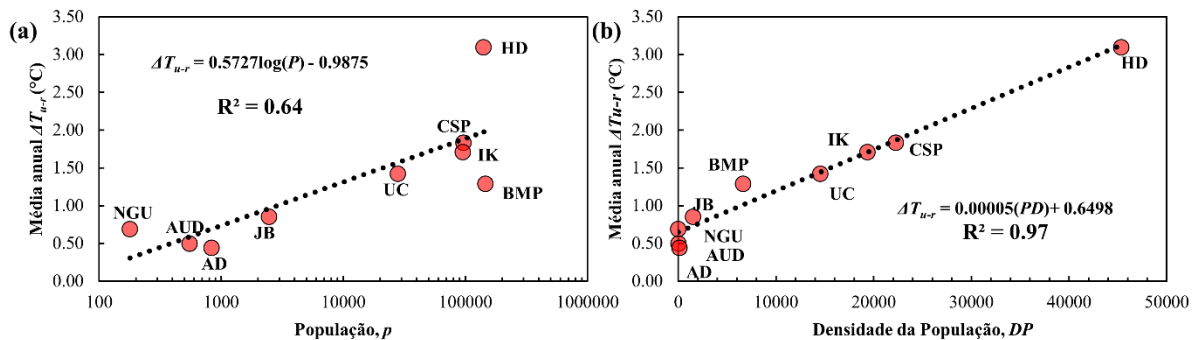 (a)
Média anual ΔTu-r (°C)
3.50
3.00
2.50
2.00
1.50
1.00
0.50
0.00
ΔTu-r = 0.5727log(P) - 0.9875
R² = 0.64
HD
CSP
IK
BMP
UC
JB
NGU
AUD
AD
100
1000
10000
100000
1000000
População, p
(b)
Média anual ΔTu-r (°C)
3.50
3.00
2.50
2.00
1.50
1.00
0.50
0.00
HD
IK
CSP
BMP
UC
JB
NGU
AUD
AD
ΔTu-r = 0.00005(PD)+ 0.6498
R² = 0.97
0
10000
20000
30000
40000
50000
Densidade da População, DP